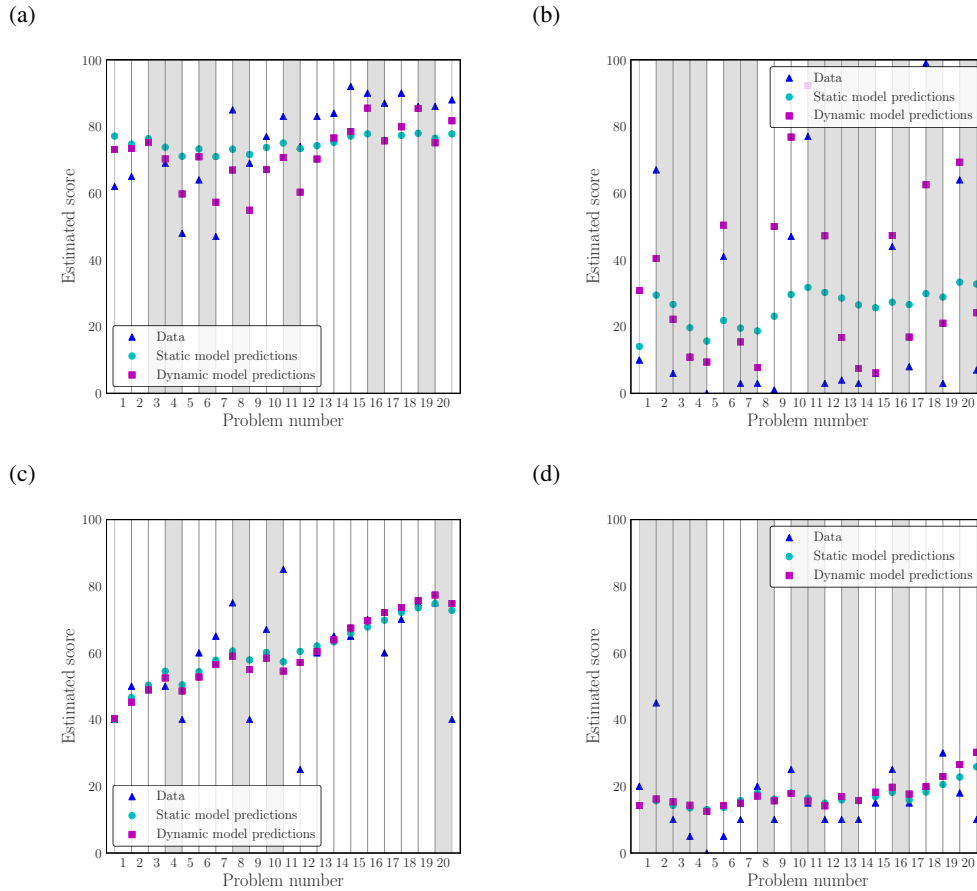 (a)
(b)
100
80
60
40
20
0
Estimated score
Data
Static model predictions
Dynamic model predictions
1 2 3 4 5 6 7 8 9 10 11 12 13 14 15 16 17 18 19 20
Problem number
100
80
60
40
20
0
Estimated score
Data
Static model predictions
Dynamic model predictions
1 2 3 4 5 6 7 8 9 10 11 12 13 14 15 16 17 18 19 20
Problem number
(c)
(d)
100
80
60
40
20
0
Estimated score
Data
Static model predictions
Dynamic model predictions
1 2 3 4 5 6 7 8 9 10 11 12 13 14 15 16 17 18 19 20
Problem number
100
80
60
40
20
0
Estimated score
Data
Static model predictions
Dynamic model predictions
1 2 3 4 5 6 7 8 9 10 11 12 13 14 15 16 17 18 19 20
Problem number